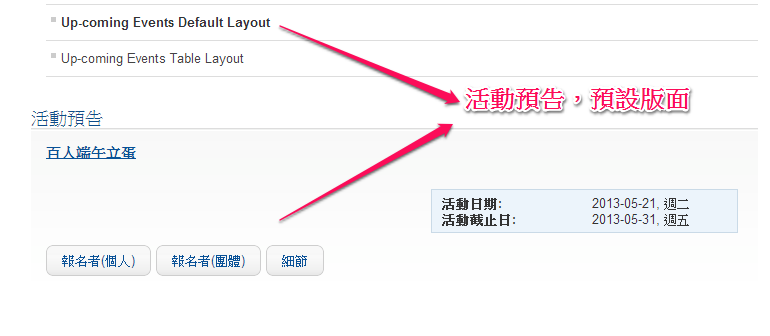 Up-coming Events Default Layout
Up-coming Events Table Layout
活動預告，預設版面
活動預告
百人端午立蛋
活動日期: 2013-05-21, 週二
活動截止日: 2013-05-31, 週五
報名者(個人) 報名者(團體) 細節